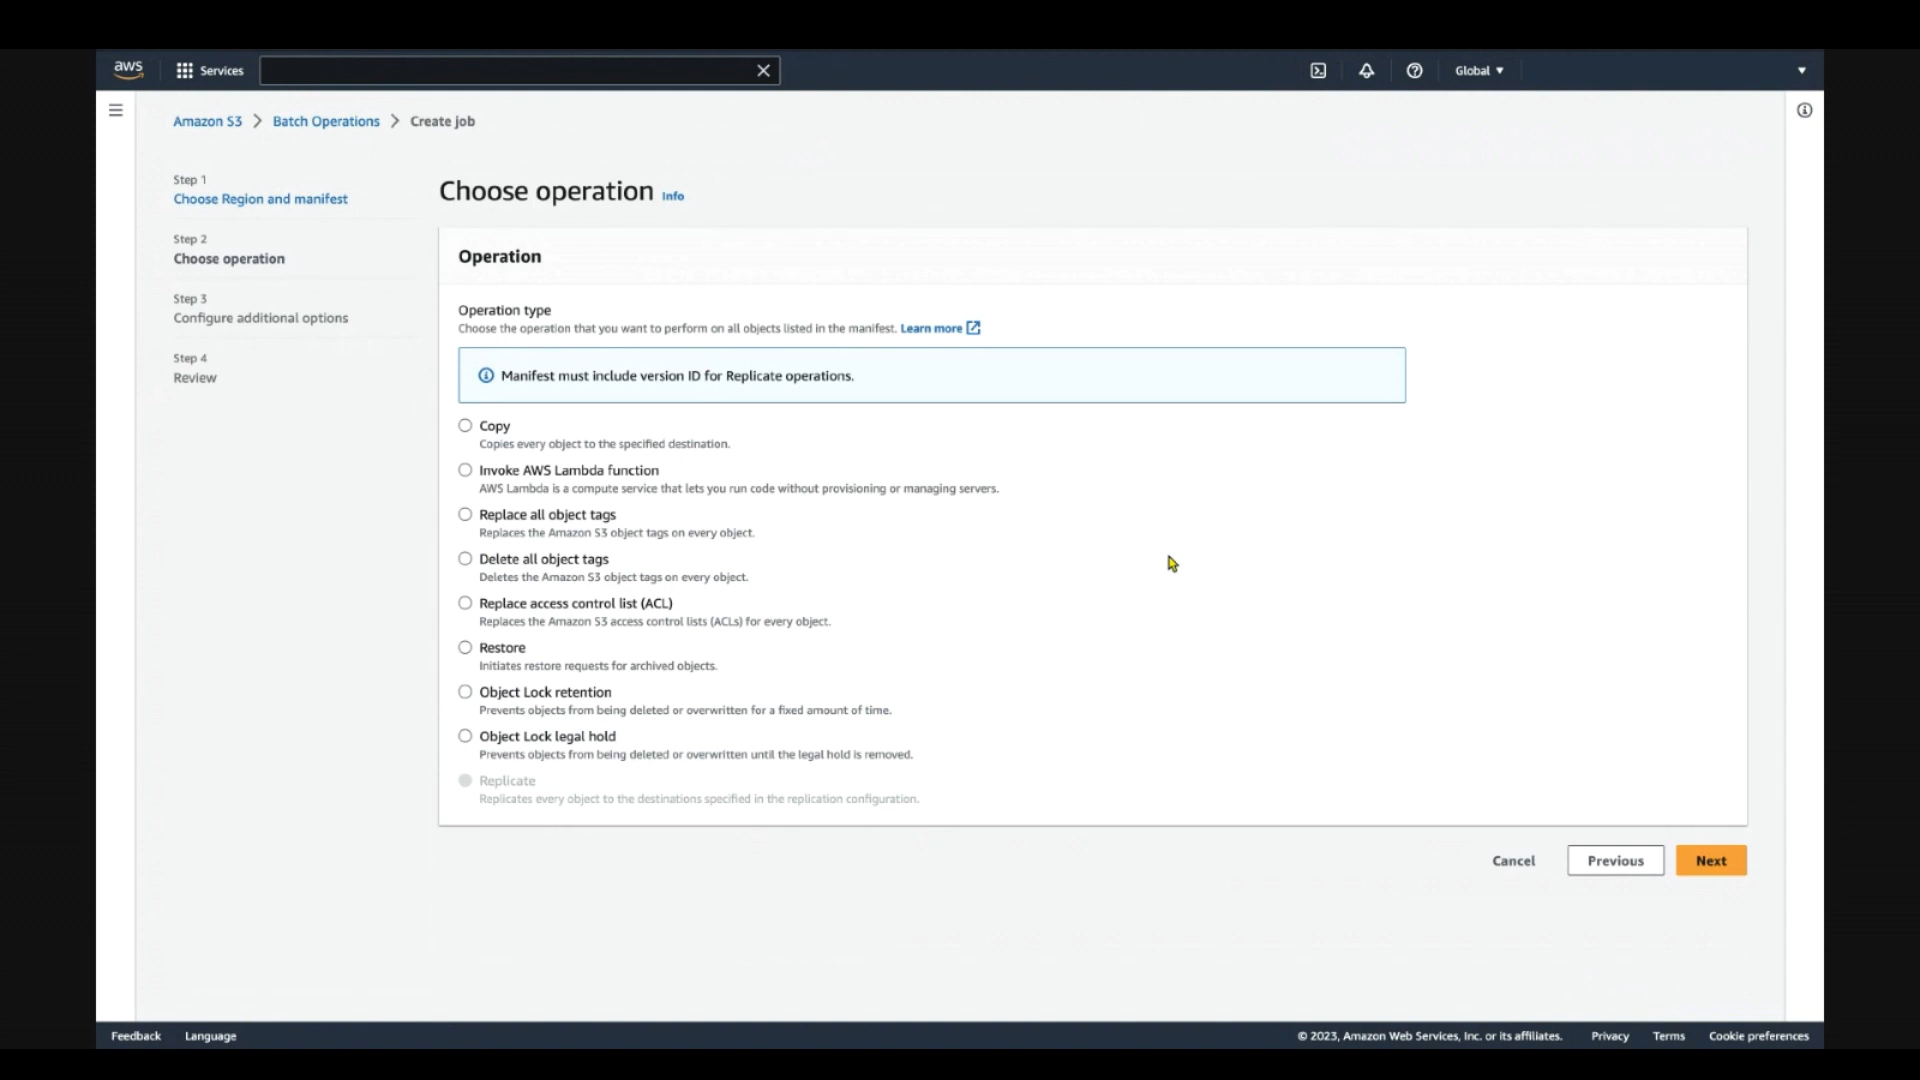 aws
Services
Global
Amazon S3 > Batch Operations > Create job
Step 1
Choose Region and manifest
Step 2
Choose operation
Step 3
Configure additional options
Step 4
Review
Choose operation Info
Operation
Operation type
Choose the operation that you want to perform on all objects listed in the manifest. Learn more
Manifest must include version ID for Replicate operations.
Copy
Copies every object to the specified destination.
Invoke AWS Lambda function
AWS Lambda is a compute service that lets you run code without provisioning or managing servers.
Replace all object tags
Replaces the Amazon S3 object tags on every object.
Delete all object tags
Deletes the Amazon S3 object tags on every object.
Replace access control list (ACL)
Replaces the Amazon S3 access control lists (ACLs) for every object.
Restore
Initiates restore requests for archived objects.
Object Lock retention
Prevents objects from being deleted or overwritten for a fixed amount of time.
Object Lock legal hold
Prevents objects from being deleted or overwritten until the legal hold is removed.
Replicate
Replicates every object to the destinations specified in the replication configuration.
Cancel
Previous
Next
Feedback
Language
© 2023, Amazon Web Services, Inc. or its affiliates.
Privacy
Terms
Cookie preferences